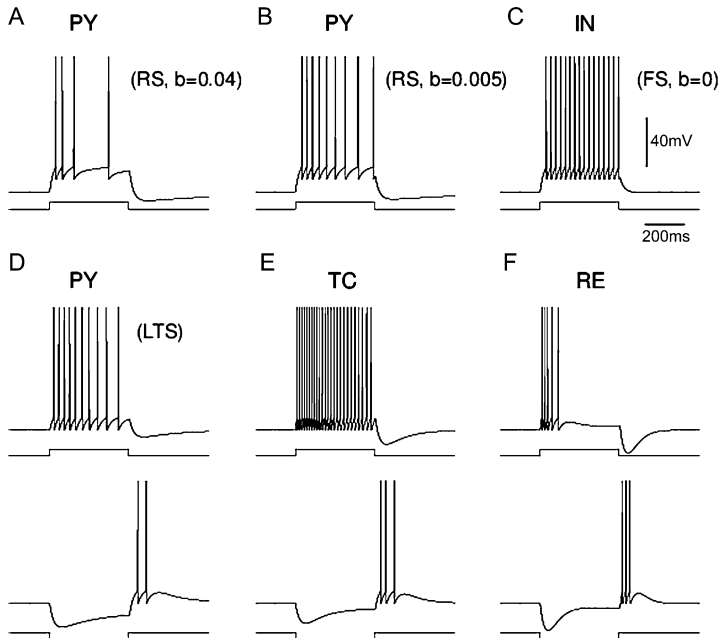 A
PY
(RS, b=0.04)
B
PY
(RS, b=0.005)
C
IN
(FS, b=0)
40mV
200ms
D
PY
(LTS)
E
TC
F
RE